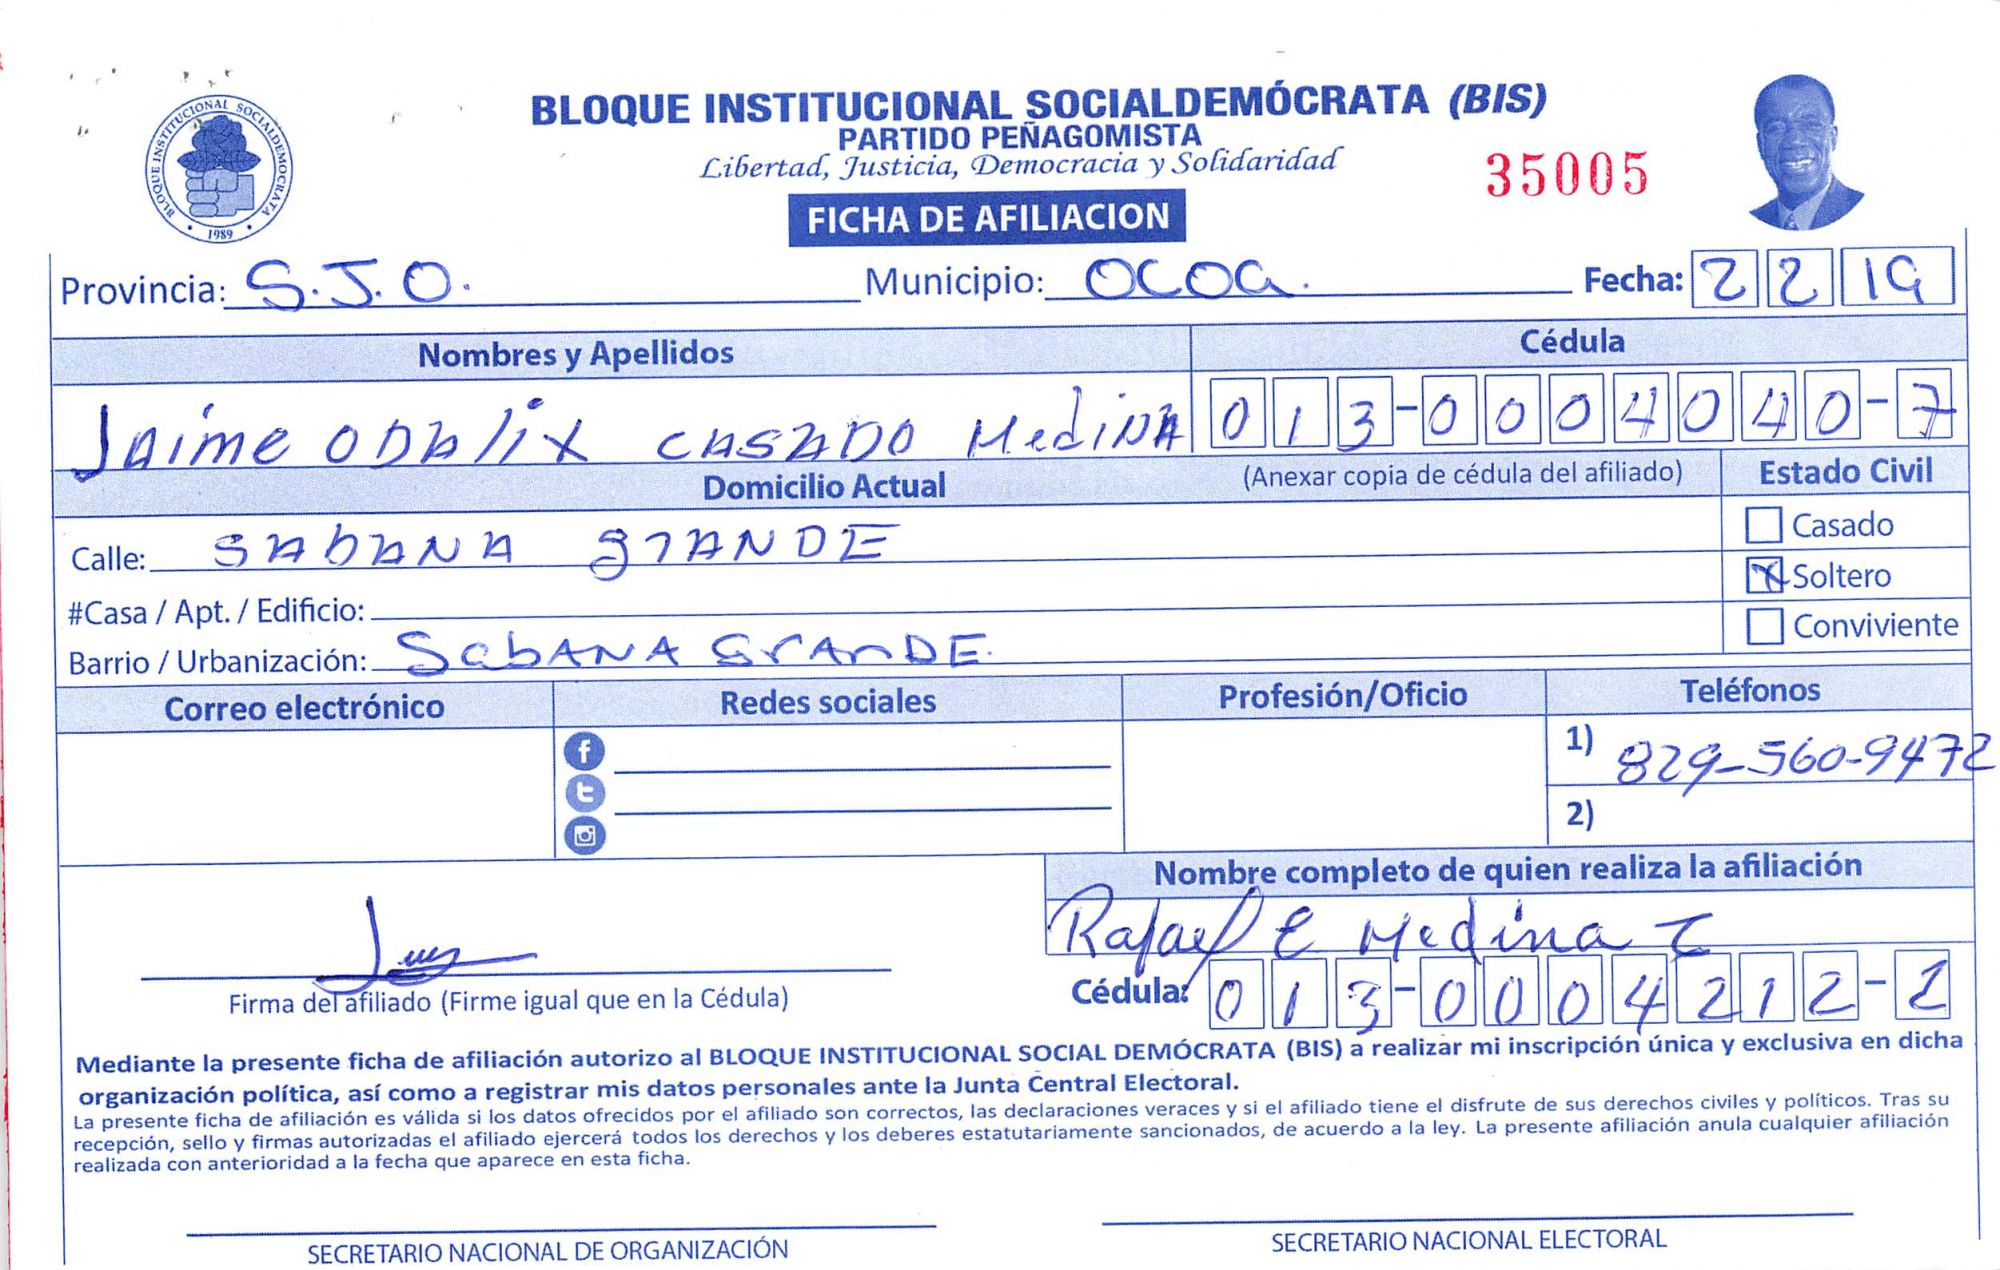 BLOQUE INSTITUCIONAL SOCIALDEMOCRATA
1989
BLOQUE INSTITUCIONAL SOCIALDEMÓCRATA (BIS)
PARTIDO PEÑAGOMISTA
Libertad, Justicia, Democracia y Solidaridad
35005
FICHA DE AFILIACION
Provincia: S.J.O. Municipio: OCOA. Fecha: 2 2 19
Nombres y Apellidos Cédula
Jaime ODALIX CASADO MediNA 013-0004040-7
Domicilio Actual (Anexar copia de cédula del afiliado) Estado Civil
Calle: SAbANA grANDE Casado
X Soltero
#Casa / Apt. / Edificio:
Conviviente
Barrio / Urbanización: SabANA GrAnDE.
Correo electrónico Redes sociales Profesión/Oficio Teléfonos
1) 829-560-9472
2)
Nombre completo de quien realiza la afiliación
Rafael E Medina
Firma del afiliado (Firme igual que en la Cédula) Cédula: 013-0004212-2
Mediante la presente ficha de afiliación autorizo al BLOQUE INSTITUCIONAL SOCIAL DEMÓCRATA (BIS) a realizar mi inscripción única y exclusiva en dicha
organización política, así como a registrar mis datos personales ante la Junta Central Electoral.
La presente ficha de afiliación es válida si los datos ofrecidos por el afiliado son correctos, las declaraciones veraces y si el afiliado tiene el disfrute de sus derechos civiles y políticos. Tras su
recepción, sello y firmas autorizadas el afiliado ejercerá todos los derechos y los deberes estatutariamente sancionados, de acuerdo a la ley. La presente afiliación anula cualquier afiliación
realizada con anterioridad a la fecha que aparece en esta ficha.
SECRETARIO NACIONAL DE ORGANIZACIÓN SECRETARIO NACIONAL ELECTORAL